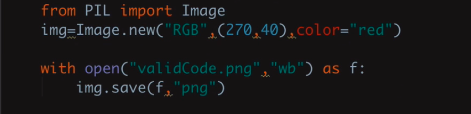 from PIL import Image
img=Image.new("RGB",(270,40),color="red")
with open("validCode.png","wb") as f:
img.save(f,"png")